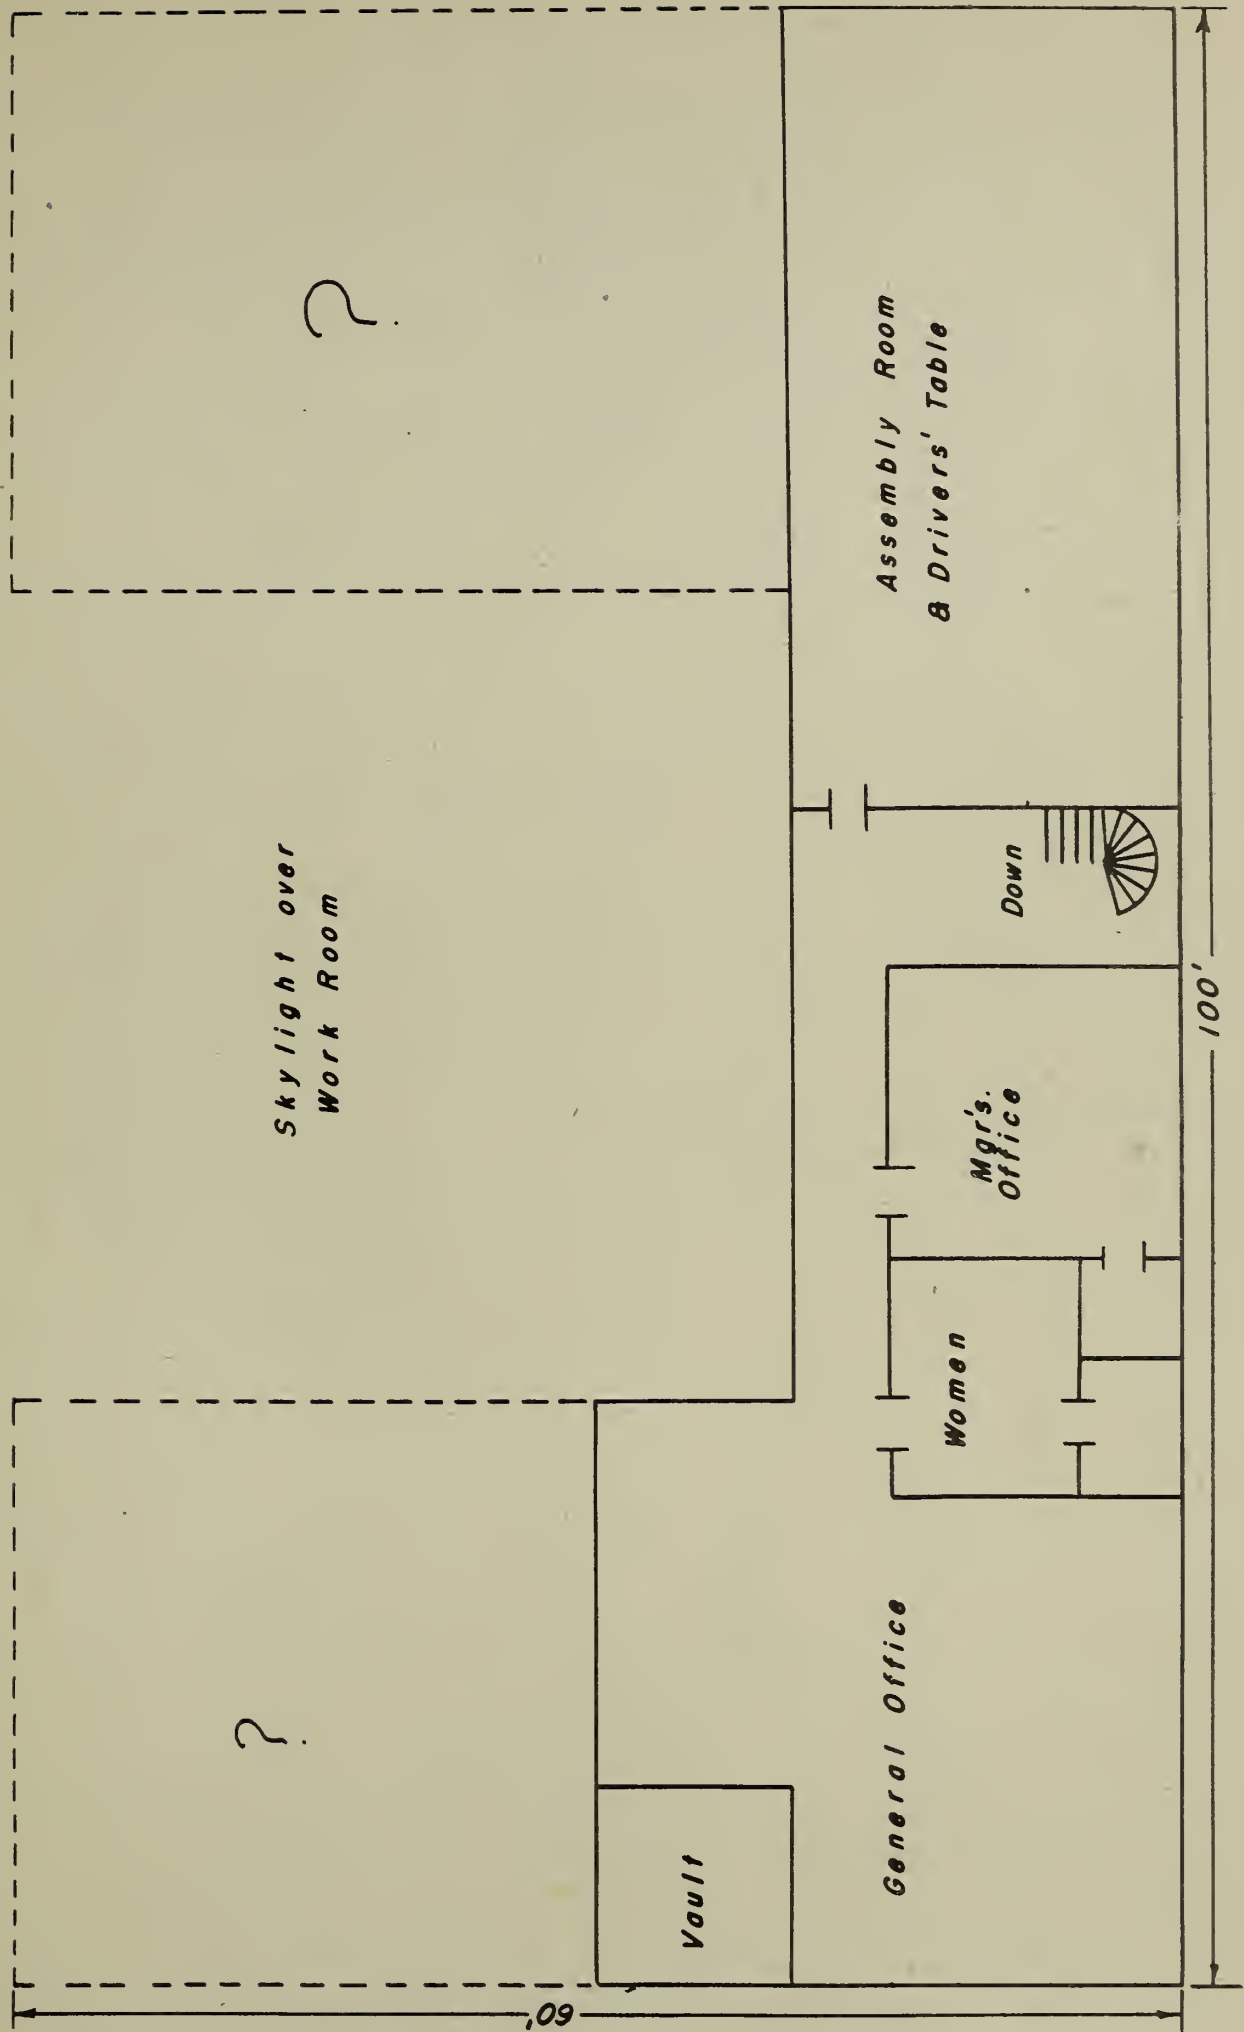 ?
Skylight over
Work Room
?
Vault
General Office
Women
Mgr's.
Office
Down
Assembly Room
& Drivers' Table
60'
100'